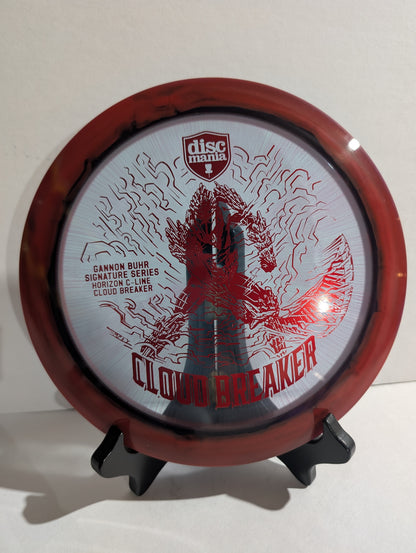 disc
mania
GANNON BUHR
SIGNATURE SERIES
HORIZON C-LINE
CLOUD BREAKER
CLOUD BREAKER